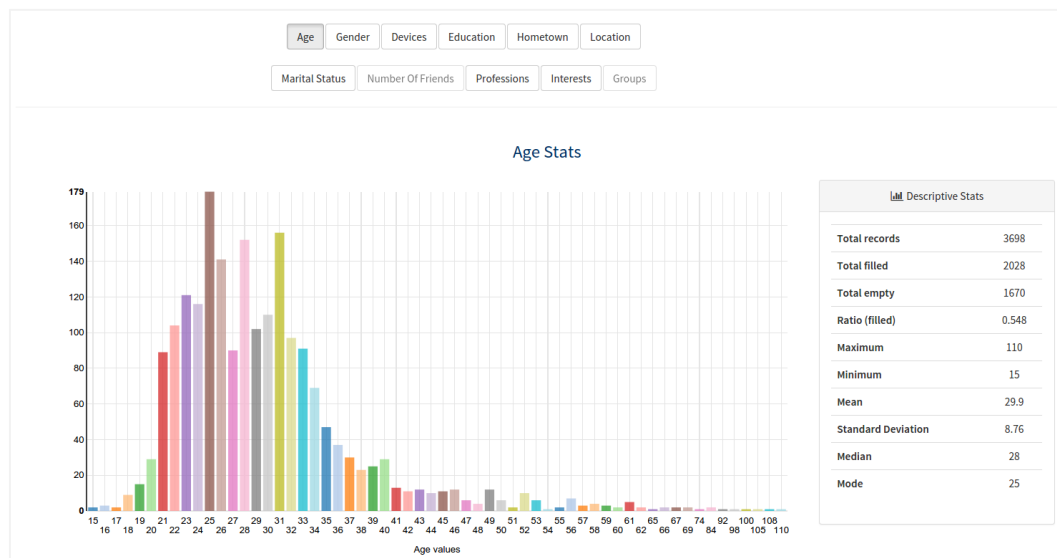 Age Gender Devices Education Hometown Location
Marital Status Number Of Friends Professions Interests Groups
Age Stats
179
160
140
120
100
80
60
40
20
0
15 17 19 21 23 25 27 29 31 33 35 37 39 41 43 45 47 49 51 53 55 57 59 61 65 67 74 92 100 108
16 18 20 22 24 26 28 30 32 34 36 38 40 42 44 46 48 50 52 54 56 58 60 62 66 69 84 98 105 110
Age values
Descriptive Stats
Total records 3698
Total filled 2028
Total empty 1670
Ratio (filled) 0.548
Maximum 110
Minimum 15
Mean 29.9
Standard Deviation 8.76
Median 28
Mode 25